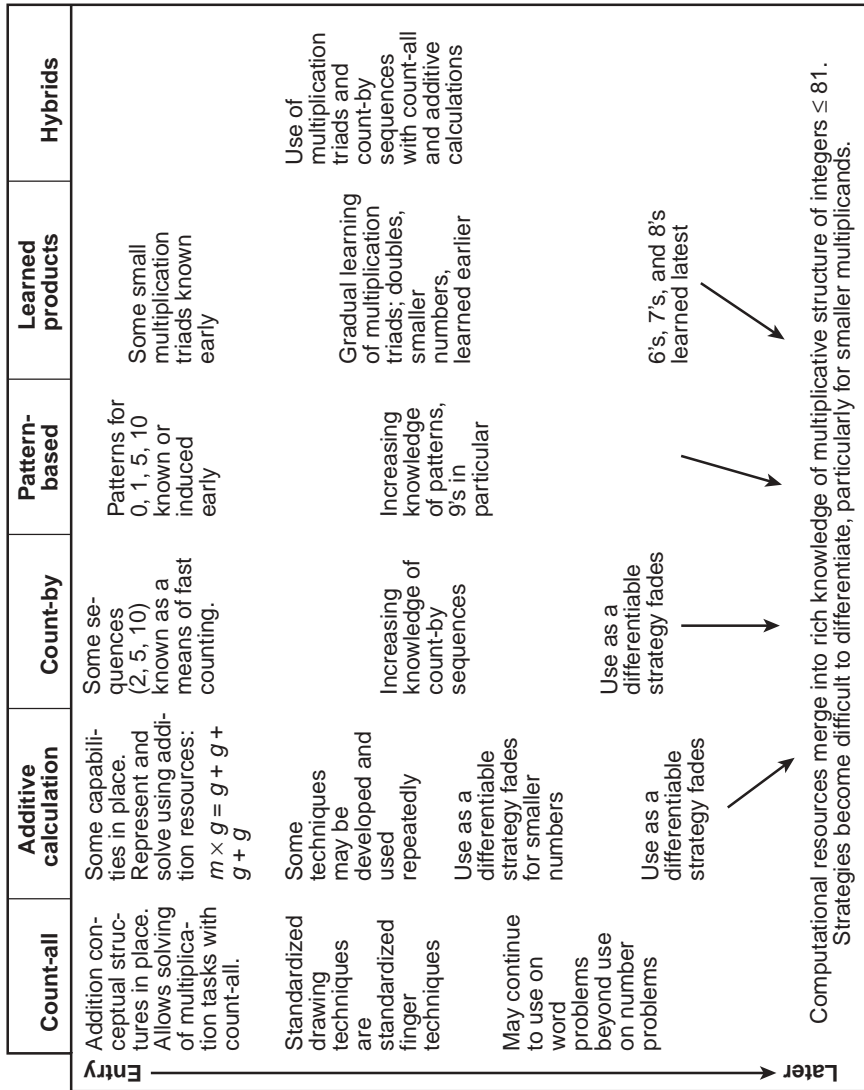 Count-all
Additive
calculation
Count-by
Pattern-
based
Learned
products
Hybrids
Entry
Later
Addition con-
ceptual struc-
tures in place.
Allows solving
of multiplica-
tion tasks with
count-all.
Standardized
drawing
techniques
are
standardized
finger
techniques
May continue
to use on
word
problems
beyond use
on number
problems
Some capabili-
ties in place.
Represent and
solve using addi-
tion resources:
m × g = g + g +
g + g
Some
techniques
may be
developed and
used
repeatedly
Use as a
differentiable
strategy fades
for smaller
numbers
Use as a
differentiable
strategy fades
Some se-
quences
(2, 5, 10)
known as a
means of fast
counting.
Increasing
knowledge of
count-by
sequences
Use as a
differentiable
strategy fades
Patterns for
0, 1, 5, 10
known or
induced
early
Increasing
knowledge
of patterns,
9's in
particular
Some small
multiplication
triads known
early
Gradual learning
of multiplication
triads; doubles,
smaller
numbers,
learned earlier
6's, 7's, and 8's
learned latest
Use of
multiplication
triads and
count-by
sequences
with count-all
and additive
calculations
Computational resources merge into rich knowledge of multiplicative structure of integers ≤ 81.
Strategies become difficult to differentiate, particularly for smaller multiplicands.